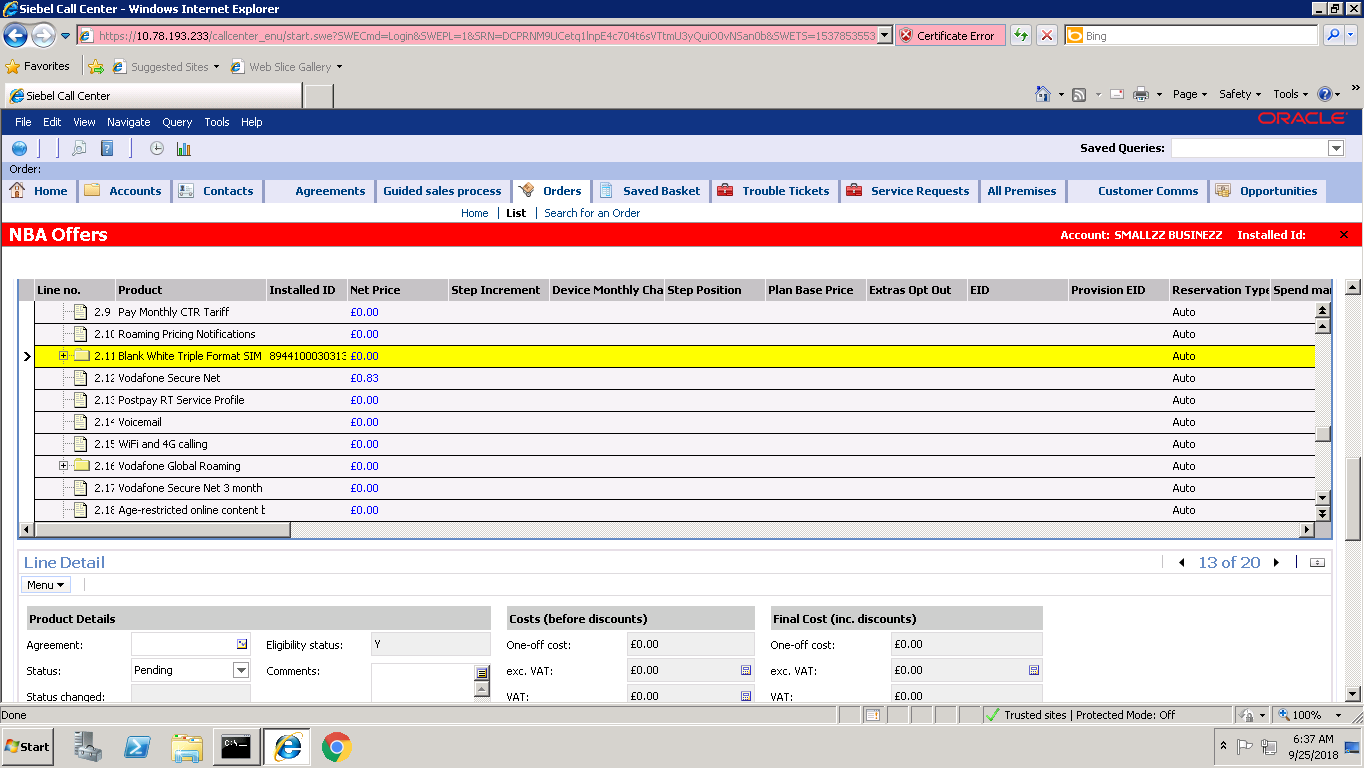 Siebel Call Center - Windows Internet Explorer
https://10.78.193.233/callcenter_enu/start.swe?SWECmd=Login&SWEPL=1&SRN= Certificate Error Bing
Favorites Suggested Sites Web Slice Gallery
Siebel Call Center Page Safety Tools »
File Edit View Navigate Query Tools Help ORACLE
Saved Queries:
Order:
Home Accounts Contacts Agreements Guided sales process Orders Saved Basket Trouble Tickets Service Requests All Premises Customer Comms Opportunities
Home List Search for an Order
NBA Offers Account: SMALLZZ BUSINEZZ Installed Id:
Line no. Product Installed ID Net Price Step Increment Device Monthly Cha Step Position Plan Base Price Extras Opt Out EID Provision EID Reservation Type Spend ma
2.9 Pay Monthly CTR Tariff £0.00 Auto
2.10 Roaming Pricing Notifications £0.00 Auto
2.11 Blank White Triple Format SIM 8944100030313 £0.00 Auto
2.12 Vodafone Secure Net £0.83 Auto
2.13 Postpay RT Service Profile £0.00 Auto
2.14 Voicemail £0.00 Auto
2.15 WiFi and 4G calling £0.00 Auto
2.16 Vodafone Global Roaming £0.00 Auto
2.17 Vodafone Secure Net 3 month £0.00 Auto
2.18 Age-restricted online content b £0.00 Auto
Line Detail 13 of 20
Menu
Product Details Costs (before discounts) Final Cost (inc. discounts)
Agreement: Eligibility status: Y One-off cost: £0.00 One-off cost: £0.00
Status: Pending Comments: exc. VAT: £0.00 exc. VAT: £0.00
Status changed: VAT: £0.00 VAT: £0.00
Done Trusted sites | Protected Mode: Off 100%
Start C:\ 6:37 AM
9/25/2018